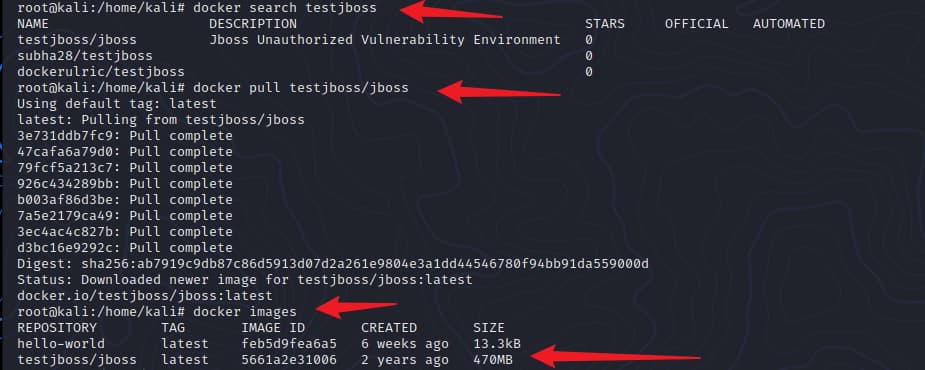 root@kali:/home/kali# docker search testjboss
NAME DESCRIPTION STARS OFFICIAL AUTOMATED
testjboss/jboss Jboss Unauthorized Vulnerability Environment 0
subha28/testjboss 0
dockerulric/testjboss 0
root@kali:/home/kali# docker pull testjboss/jboss
Using default tag: latest
latest: Pulling from testjboss/jboss
3e731ddb7fc9: Pull complete
47cafa6a79d0: Pull complete
79fcf5a213c7: Pull complete
926c434289bb: Pull complete
b003af86d3be: Pull complete
7a5e2179ca49: Pull complete
3ec4ac4c827b: Pull complete
d3bc16e9292c: Pull complete
Digest: sha256:ab7919c9db87c86d5913d07d2a261e9804e3a1dd44546780f94bb91da559000d
Status: Downloaded newer image for testjboss/jboss:latest
docker.io/testjboss/jboss:latest
root@kali:/home/kali# docker images
REPOSITORY TAG IMAGE ID CREATED SIZE
hello-world latest feb5d9fea6a5 6 weeks ago 13.3kB
testjboss/jboss latest 5661a2e31006 2 years ago 470MB